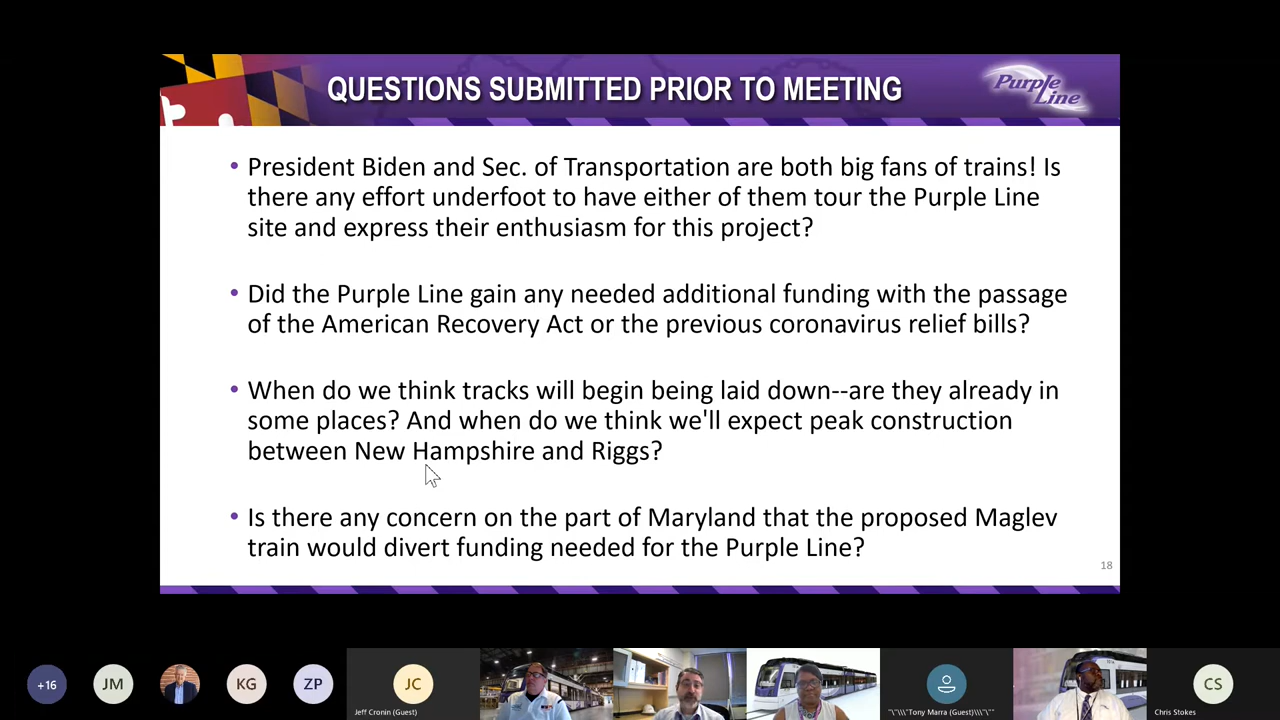 QUESTIONS SUBMITTED PRIOR TO MEETING
Purple
Line
• President Biden and Sec. of Transportation are both big fans of trains! Is
there any effort underfoot to have either of them tour the Purple Line
site and express their enthusiasm for this project?
• Did the Purple Line gain any needed additional funding with the passage
of the American Recovery Act or the previous coronavirus relief bills?
• When do we think tracks will begin being laid down--are they already in
some places? And when do we think we'll expect peak construction
between New Hampshire and Riggs?
• Is there any concern on the part of Maryland that the proposed Maglev
train would divert funding needed for the Purple Line?
18
+16
JM
KG
ZP
JC
CS
Jeff Cronin (Guest)
"\"\\\"Tony Marra (Guest)\\\"\""
Chris Stokes